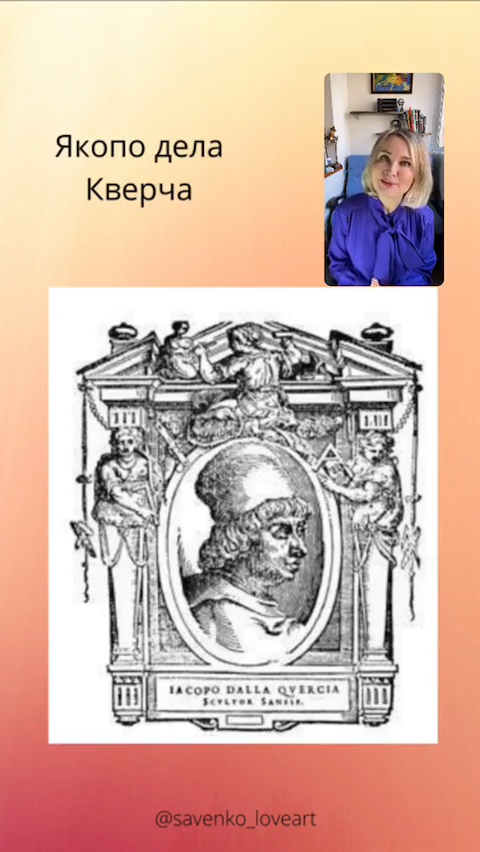 Якопо дела
Кверча
IACOPO DALLA QVERCIA
SCVLTOR SANESE.
@savenko_loveart